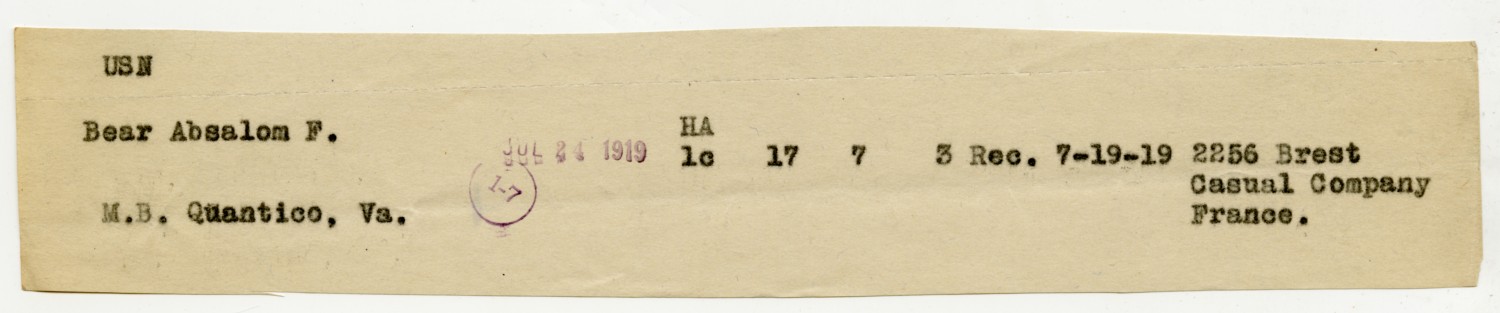 USN
Bear Absalom F.
JUL 24 1919
HA
1c 17 7 3 Rec. 7-19-19 2256 Brest
Casual Company
France.
M.B. Quantico, Va.